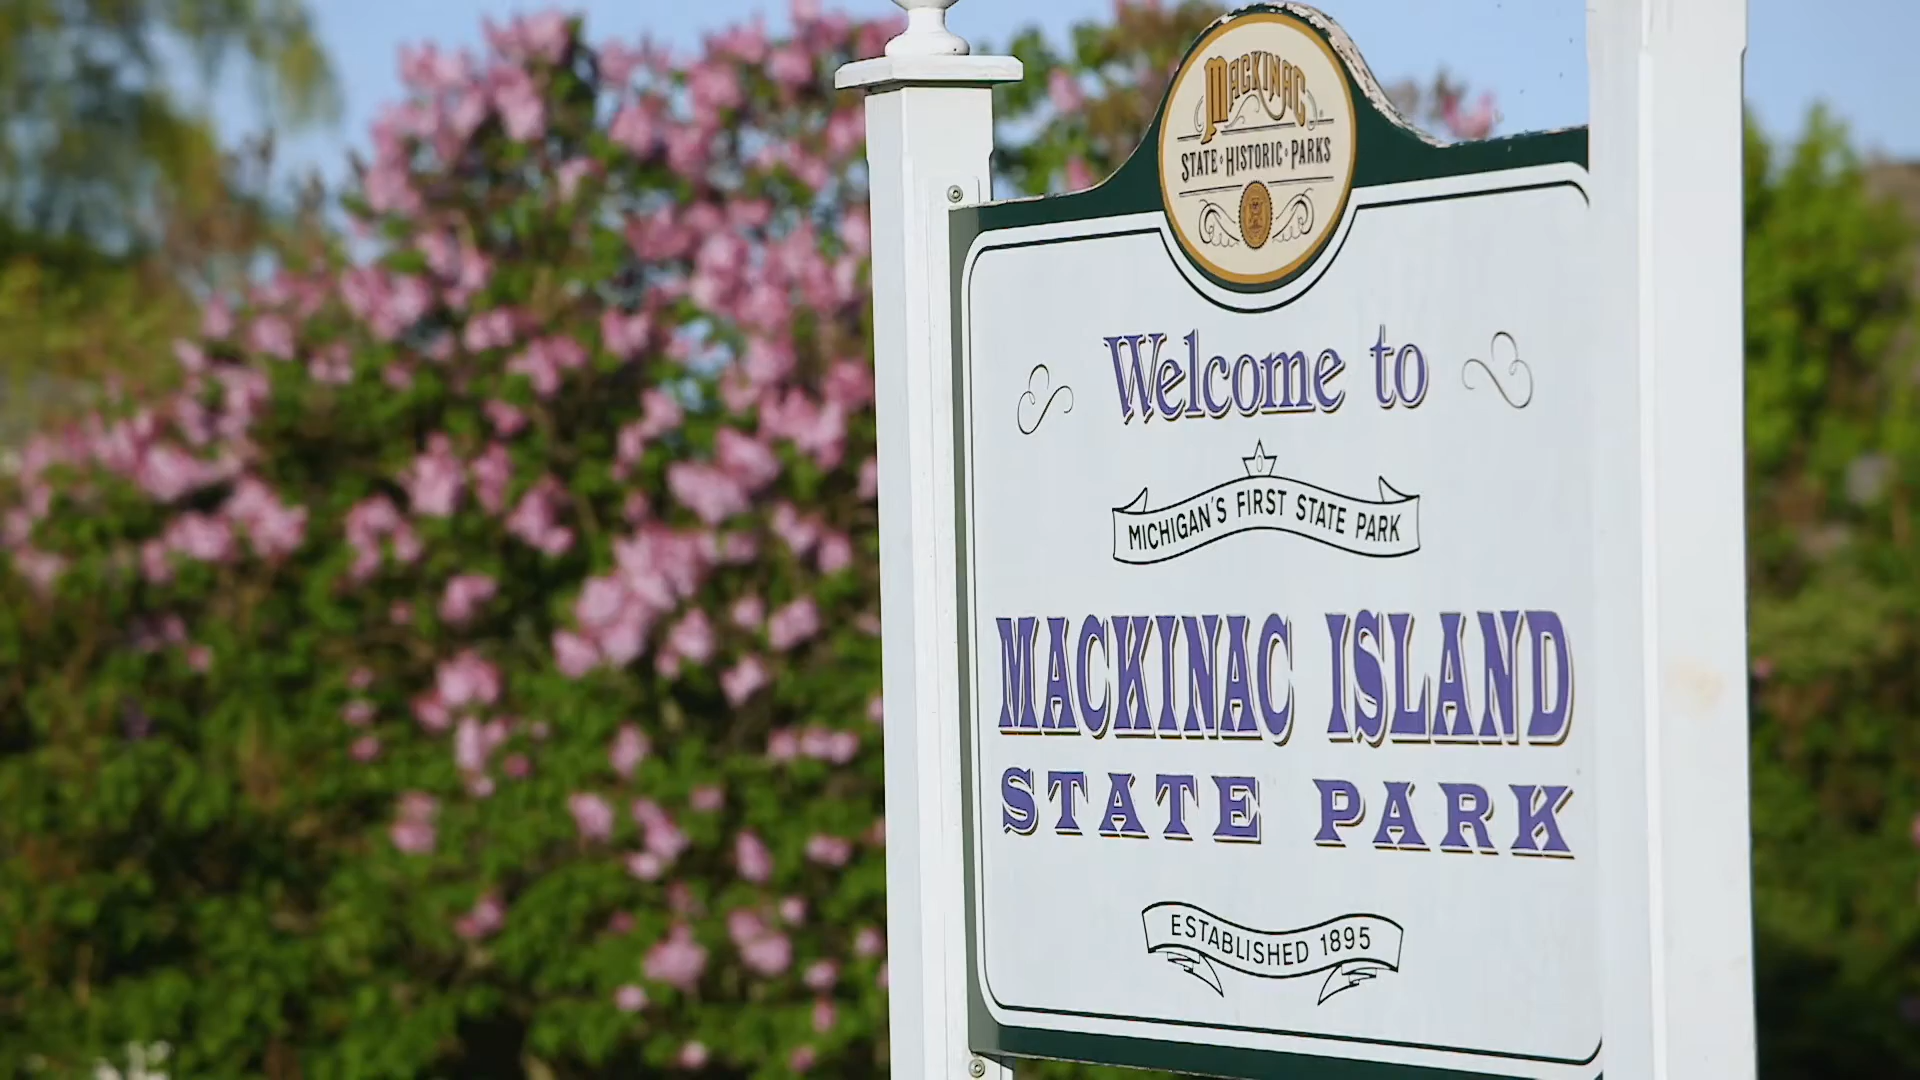 MACKINAC
STATE · HISTORIC · PARKS
Welcome to
MICHIGAN'S FIRST STATE PARK
MACKINAC ISLAND
STATE PARK
ESTABLISHED 1895